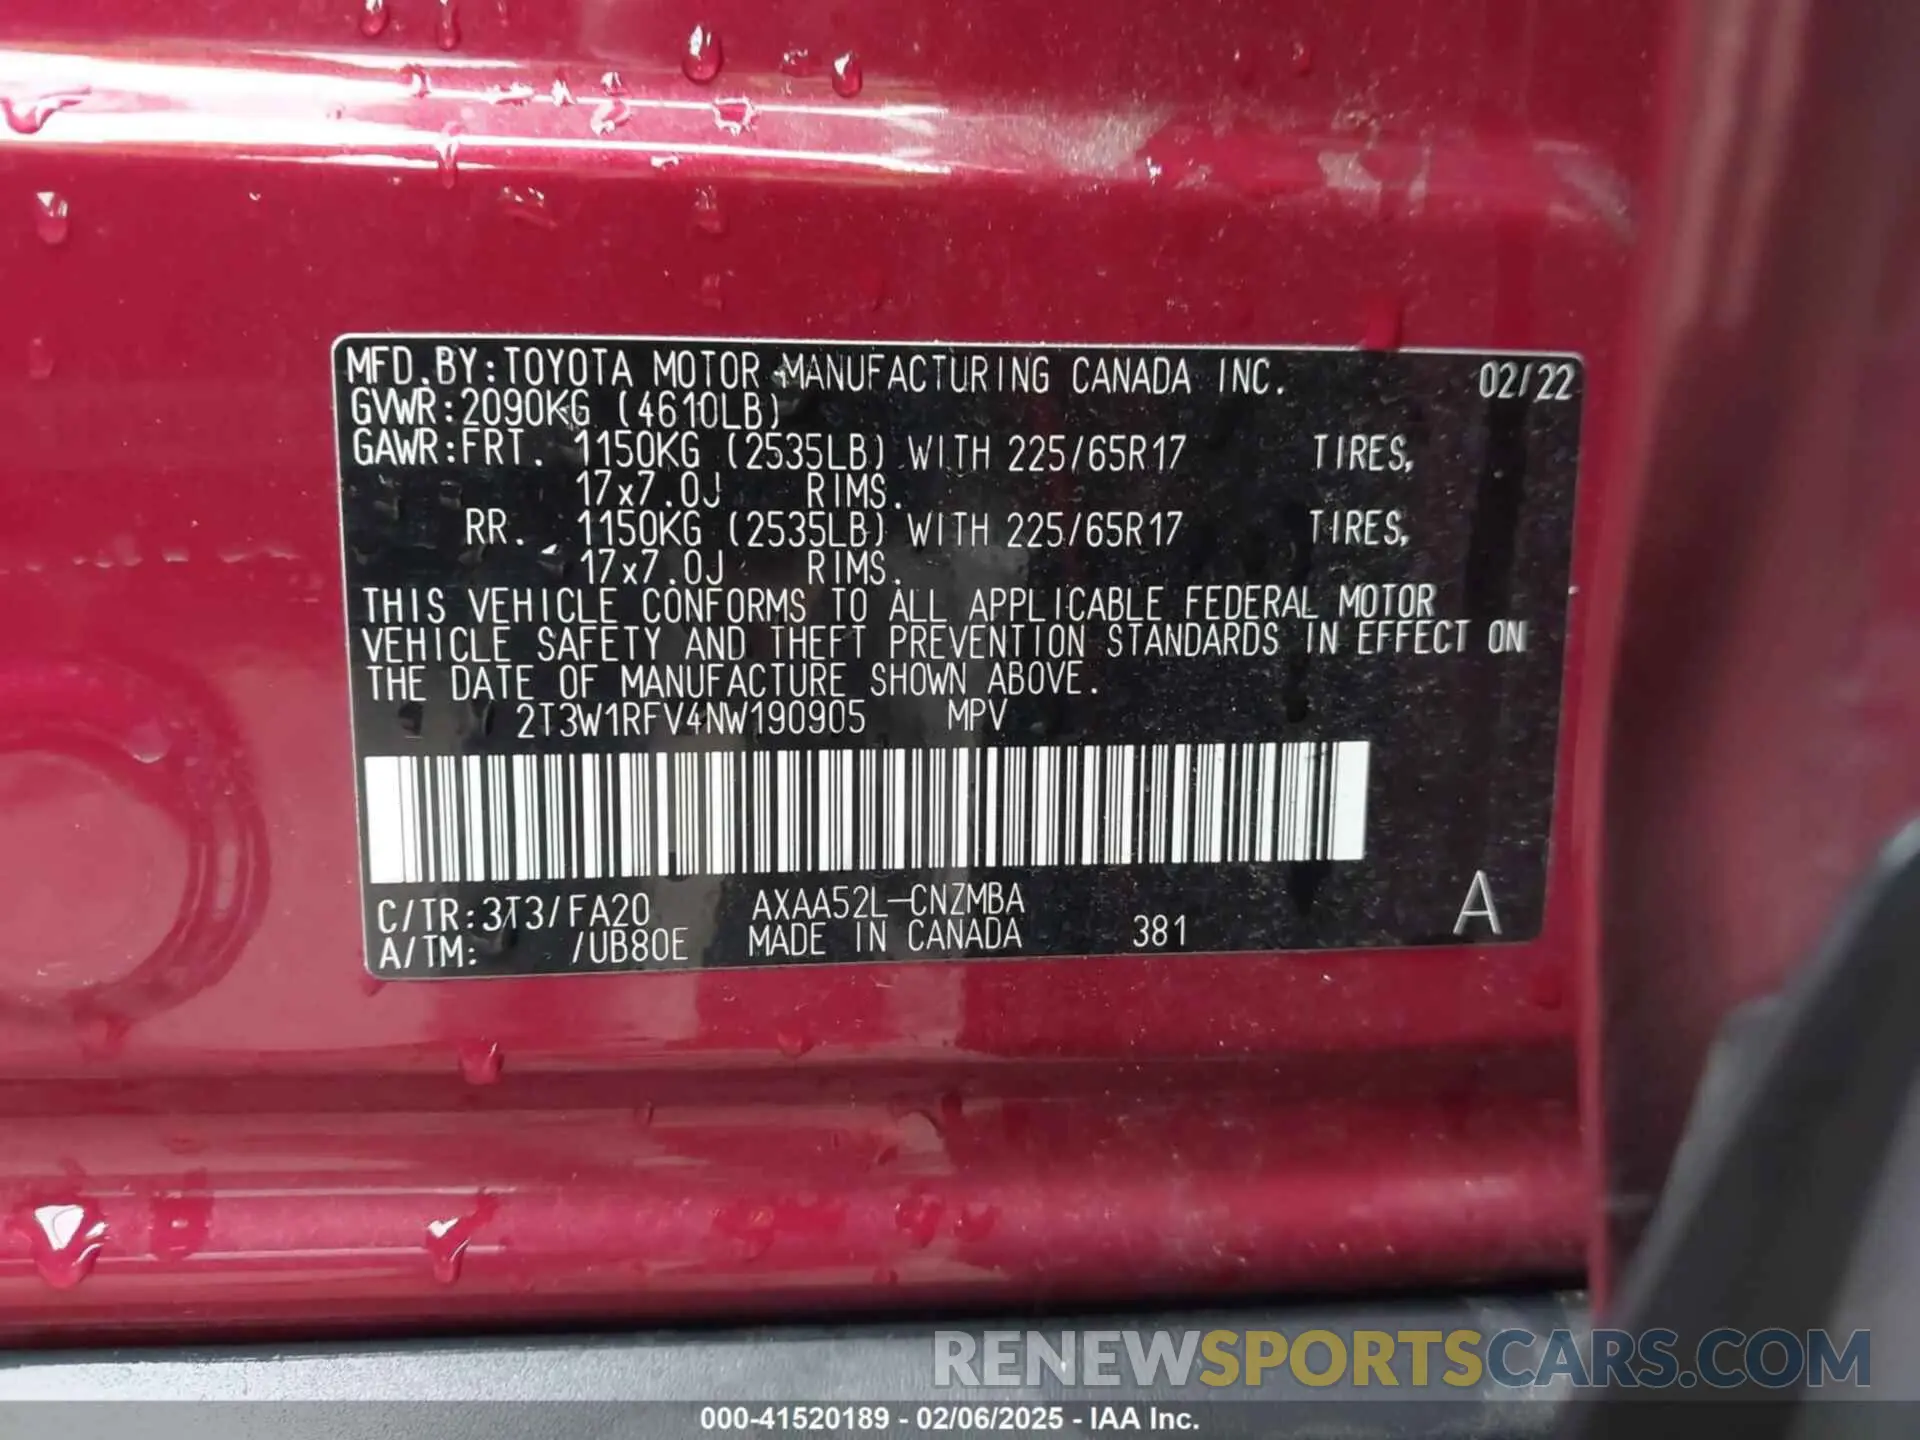 MFD.BY:TOYOTA MOTOR MANUFACTURING CANADA INC. 02/22
GVWR:2090KG (4610LB)
GAWR:FRT. 1150KG (2535LB) WITH 225/65R17 TIRES,
17x7.0J RIMS.
RR. 1150KG (2535LB) WITH 225/65R17 TIRES,
17x7.0J RIMS.
THIS VEHICLE CONFORMS TO ALL APPLICABLE FEDERAL MOTOR
VEHICLE SAFETY AND THEFT PREVENTION STANDARDS IN EFFECT ON
THE DATE OF MANUFACTURE SHOWN ABOVE.
2T3W1RFV4NW190905 MPV
C/TR:3T3/FA20 AXAA52L-CNZMBA
A/TM: /UB80E MADE IN CANADA 381 A
RENEWSPORTSCARS.COM
000-41520189 - 02/06/2025 - IAA Inc.